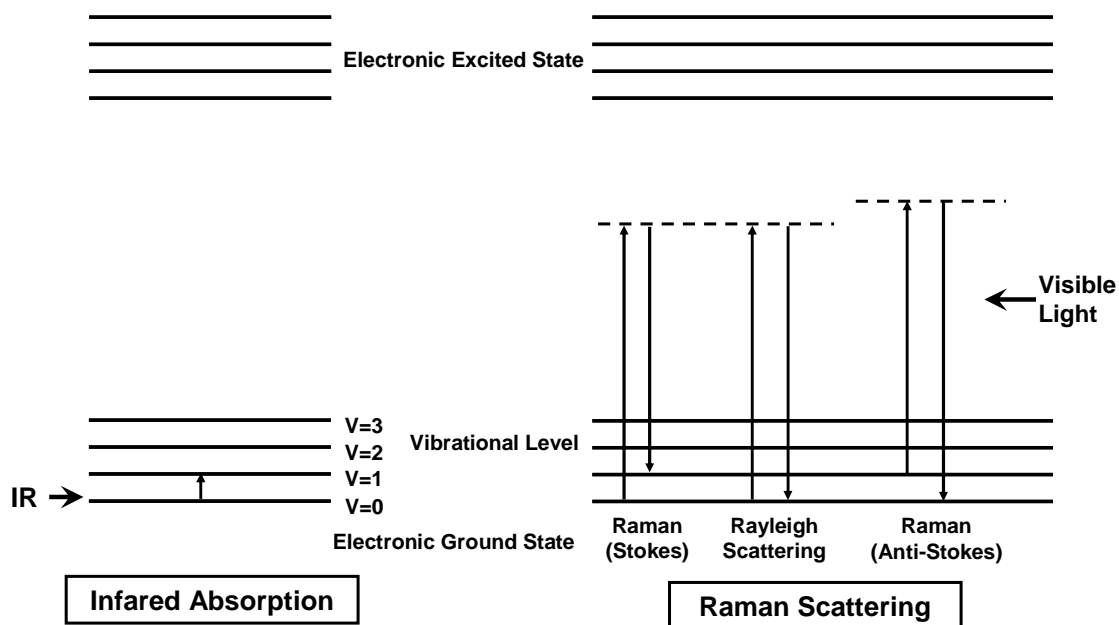 Electronic Excited State
Visible
Light
V=3
V=2
V=1
V=0
Vibrational Level
IR
Electronic Ground State
Raman
(Stokes)
Rayleigh
Scattering
Raman
(Anti-Stokes)
Infared Absorption
Raman Scattering